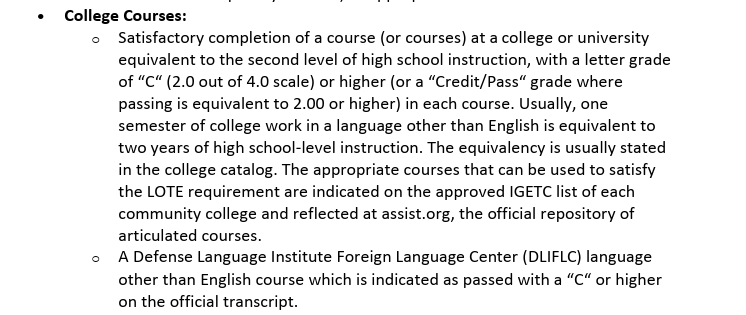 • College Courses:
o Satisfactory completion of a course (or courses) at a college or university
equivalent to the second level of high school instruction, with a letter grade
of "C“ (2.0 out of 4.0 scale) or higher (or a “Credit/Pass“ grade where
passing is equivalent to 2.00 or higher) in each course. Usually, one
semester of college work in a language other than English is equivalent to
two years of high school-level instruction. The equivalency is usually stated
in the college catalog. The appropriate courses that can be used to satisfy
the LOTE requirement are indicated on the approved IGETC list of each
community college and reflected at assist.org, the official repository of
articulated courses.
o A Defense Language Institute Foreign Language Center (DLIFLC) language
other than English course which is indicated as passed with a “C“ or higher
on the official transcript.